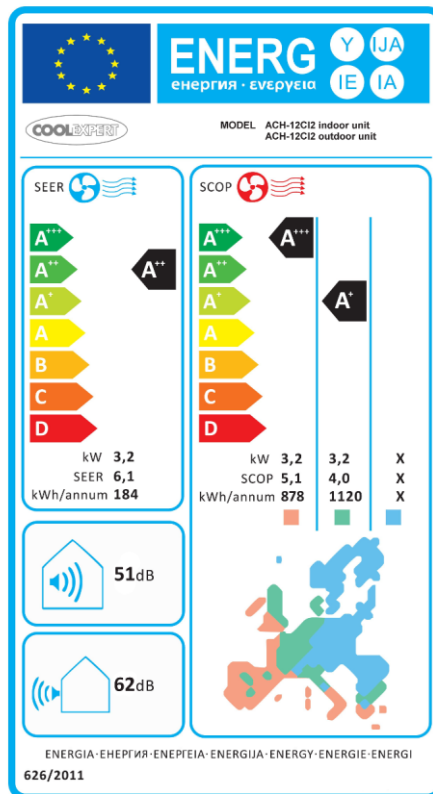 ENERG
енергия · ενεργεια
Y
IJA
IE
IA
COOLEXPERT
MODEL ACH-12CI2 indoor unit
ACH-12CI2 outdoor unit
SEER
A+++
A++
A+
A
B
C
D
A++
kW 3,2
SEER 6,1
kWh/annum 184
SCOP
A+++
A++
A+
A
B
C
D
A+++
A+
kW 3,2 3,2 X
SCOP 5,1 4,0 X
kWh/annum 878 1120 X
51dB
62dB
ENERGIA·ЕНЕРГИЯ·ΕΝΕΡΓΕΙΑ·ENERGIJA·ENERGY·ENERGIE·ENERGI
626/2011